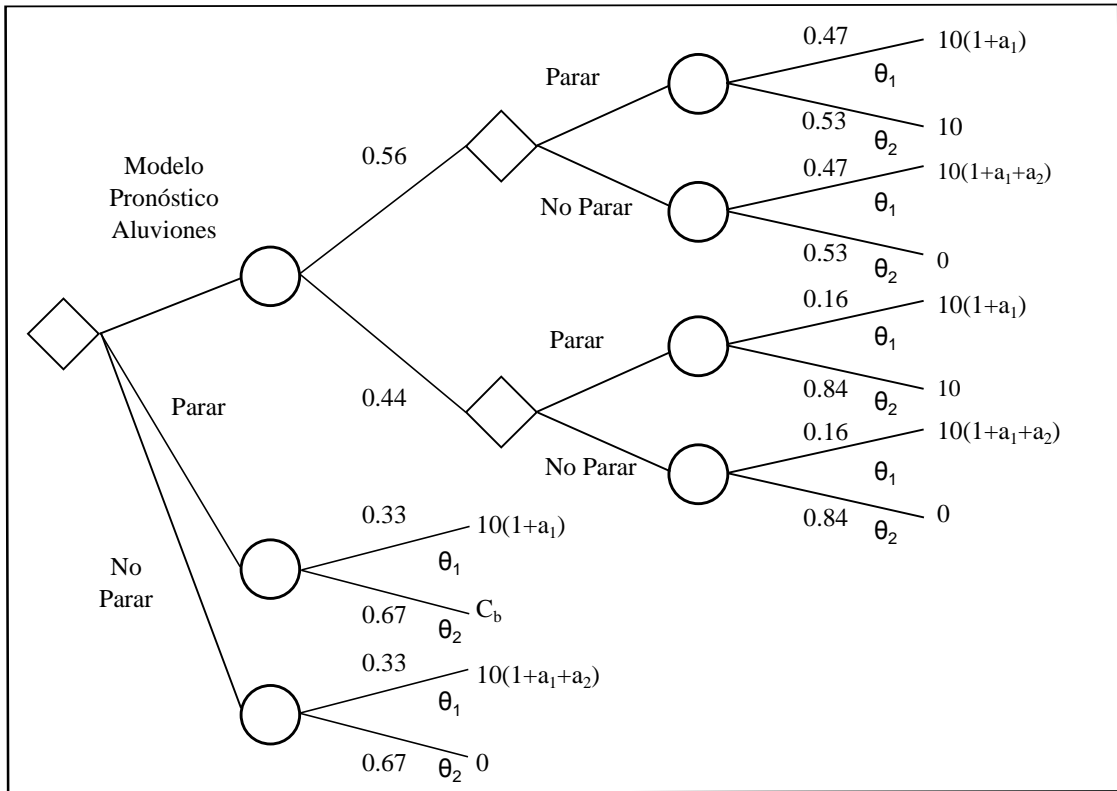 0.47
10(1+a₁)
Parar
θ₁
0.53
θ₂
10
Modelo
Pronóstico
Aluviones
0.56
0.47
10(1+a₁+a₂)
No Parar
θ₁
0.53
θ₂
0
0.16
10(1+a₁)
Parar
θ₁
0.84
θ₂
10
Parar
0.44
0.16
10(1+a₁+a₂)
No Parar
θ₁
0.84
θ₂
0
0.33
10(1+a₁)
θ₁
No
Parar
0.67
θ₂
C_b
0.33
10(1+a₁+a₂)
θ₁
0.67
θ₂
0